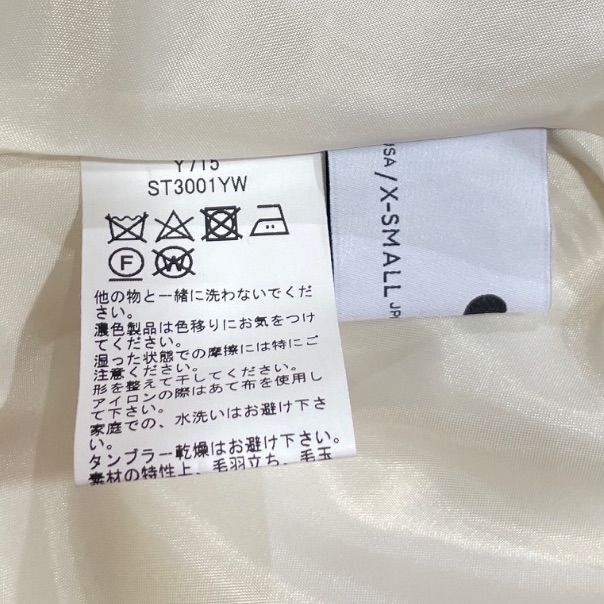 Y715
ST3001YW
F W
他の物と一緒に洗わないでくだ
さい。
濃色製品は色移りにお気をつけ
てください。
湿った状態での摩擦には特にご
注意ください。
形を整えて干してください。
アイロンの際はあて布を使用し
て下さい。
家庭での、水洗いはお避け下さ
い。
タンブラー乾燥はお避け下さい。
素材の特性上、毛羽立ち、毛玉
OSA / X-SMALL JP